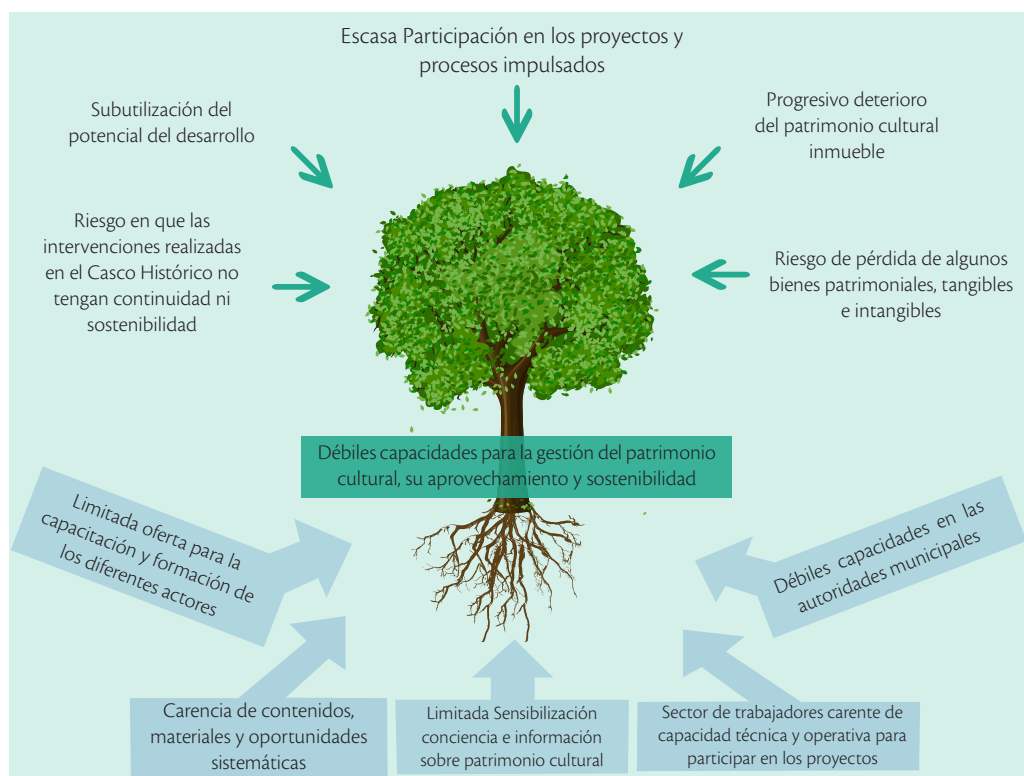 Escasa Participación en los proyectos y
procesos impulsados
Subutilización del
potencial del desarrollo
Progresivo deterioro
del patrimonio cultural
inmueble
Riesgo en que las
intervenciones realizadas
en el Casco Histórico no
tengan continuidad ni
sostenibilidad
Riesgo de pérdida de algunos
bienes patrimoniales, tangibles
e intangibles
Débiles capacidades para la gestión del patrimonio
cultural, su aprovechamiento y sostenibilidad
Limitada oferta para la
capacitación y formación de
los diferentes actores
Débiles capacidades en las
autoridades municipales
Carencia de contenidos,
materiales y oportunidades
sistemáticas
Limitada Sensibilización
conciencia e información
sobre patrimonio cultural
Sector de trabajadores carente de
capacidad técnica y operativa para
participar en los proyectos